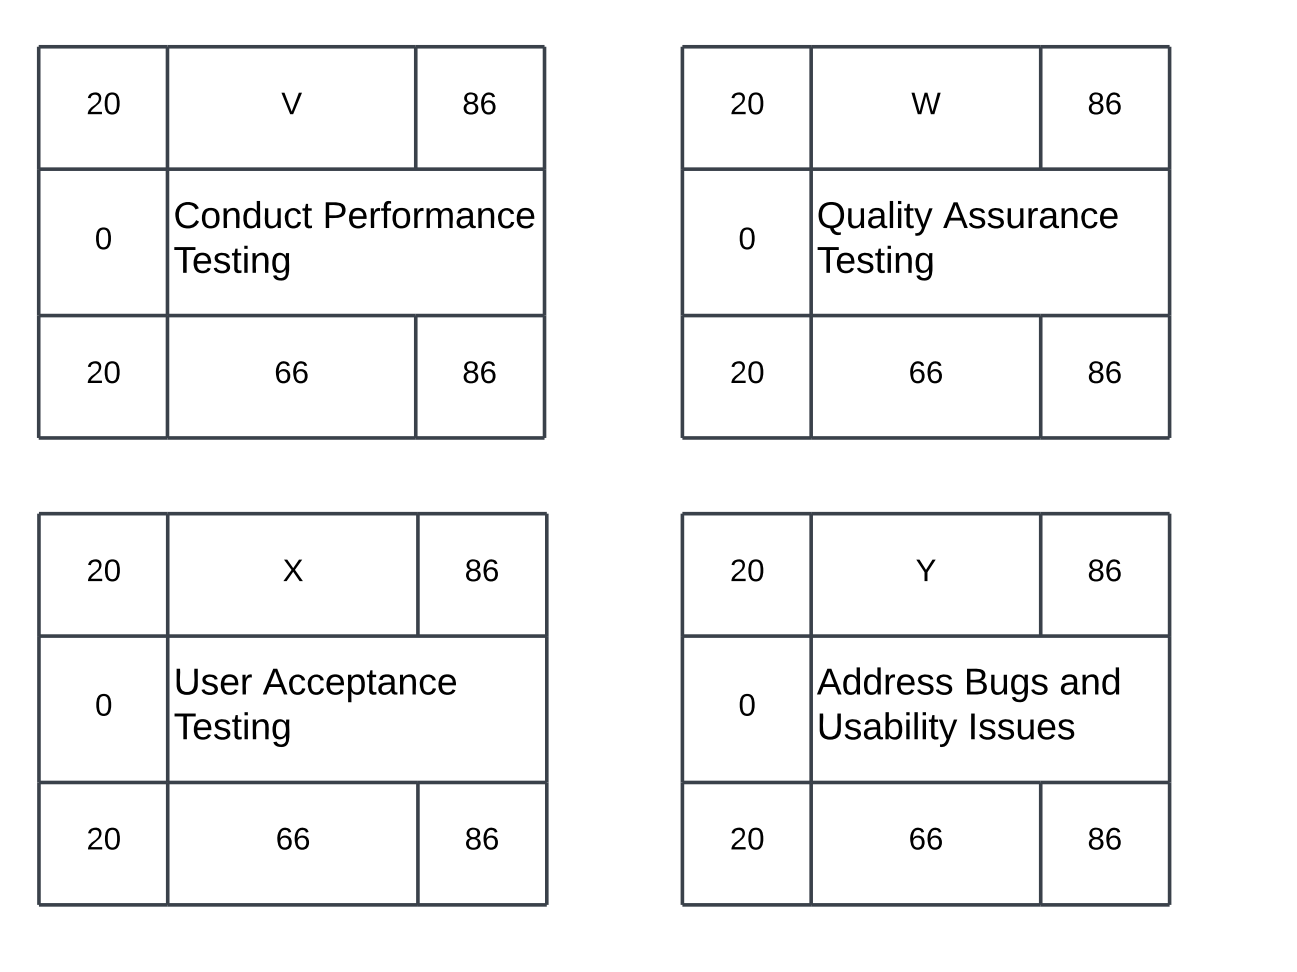 20 V 86
0 Conduct Performance
Testing
20 66 86
20 W 86
0 Quality Assurance
Testing
20 66 86
20 X 86
0 User Acceptance
Testing
20 66 86
20 Y 86
0 Address Bugs and
Usability Issues
20 66 86